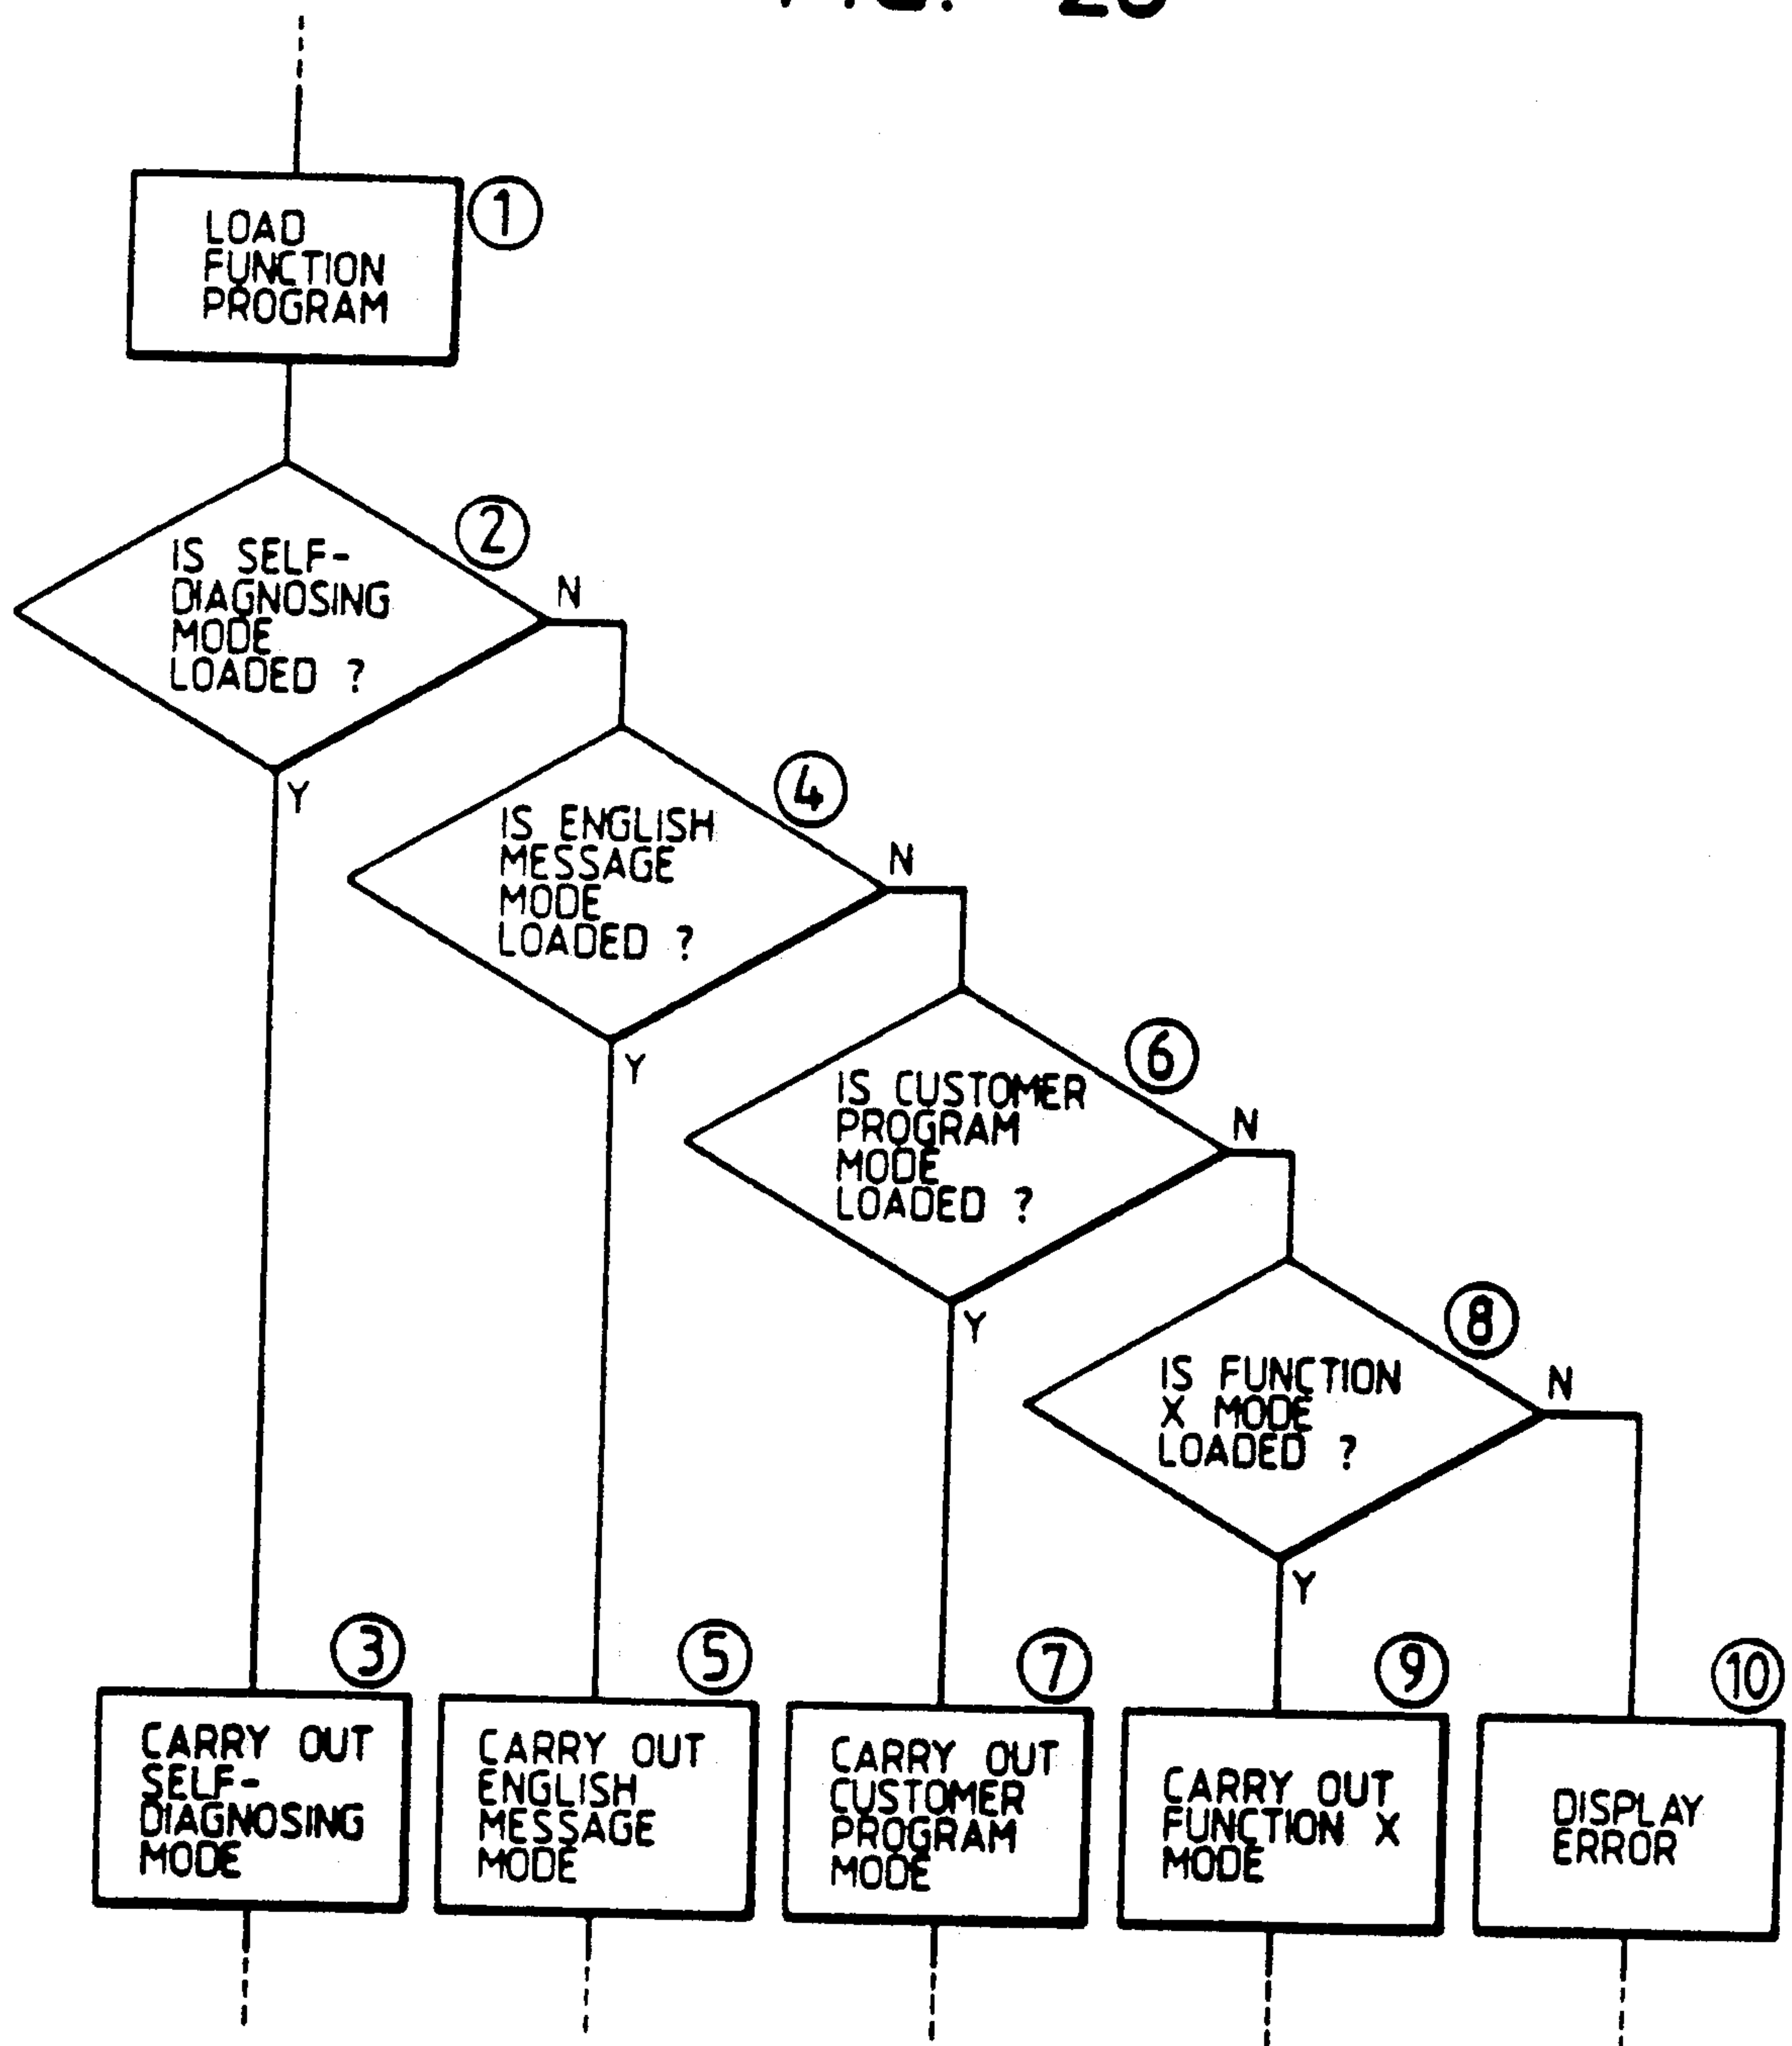 ①
LOAD
FUNCTION
PROGRAM
②
IS SELF-
DIAGNOSING
MODE
LOADED ?
N
Y
④
IS ENGLISH
MESSAGE
MODE
LOADED ?
N
Y
⑥
IS CUSTOMER
PROGRAM
MODE
LOADED ?
N
Y
⑧
IS FUNCTION
X MODE
LOADED ?
N
Y
③
CARRY OUT
SELF-
DIAGNOSING
MODE
⑤
CARRY OUT
ENGLISH
MESSAGE
MODE
⑦
CARRY OUT
CUSTOMER
PROGRAM
MODE
⑨
CARRY OUT
FUNCTION X
MODE
⑩
DISPLAY
ERROR